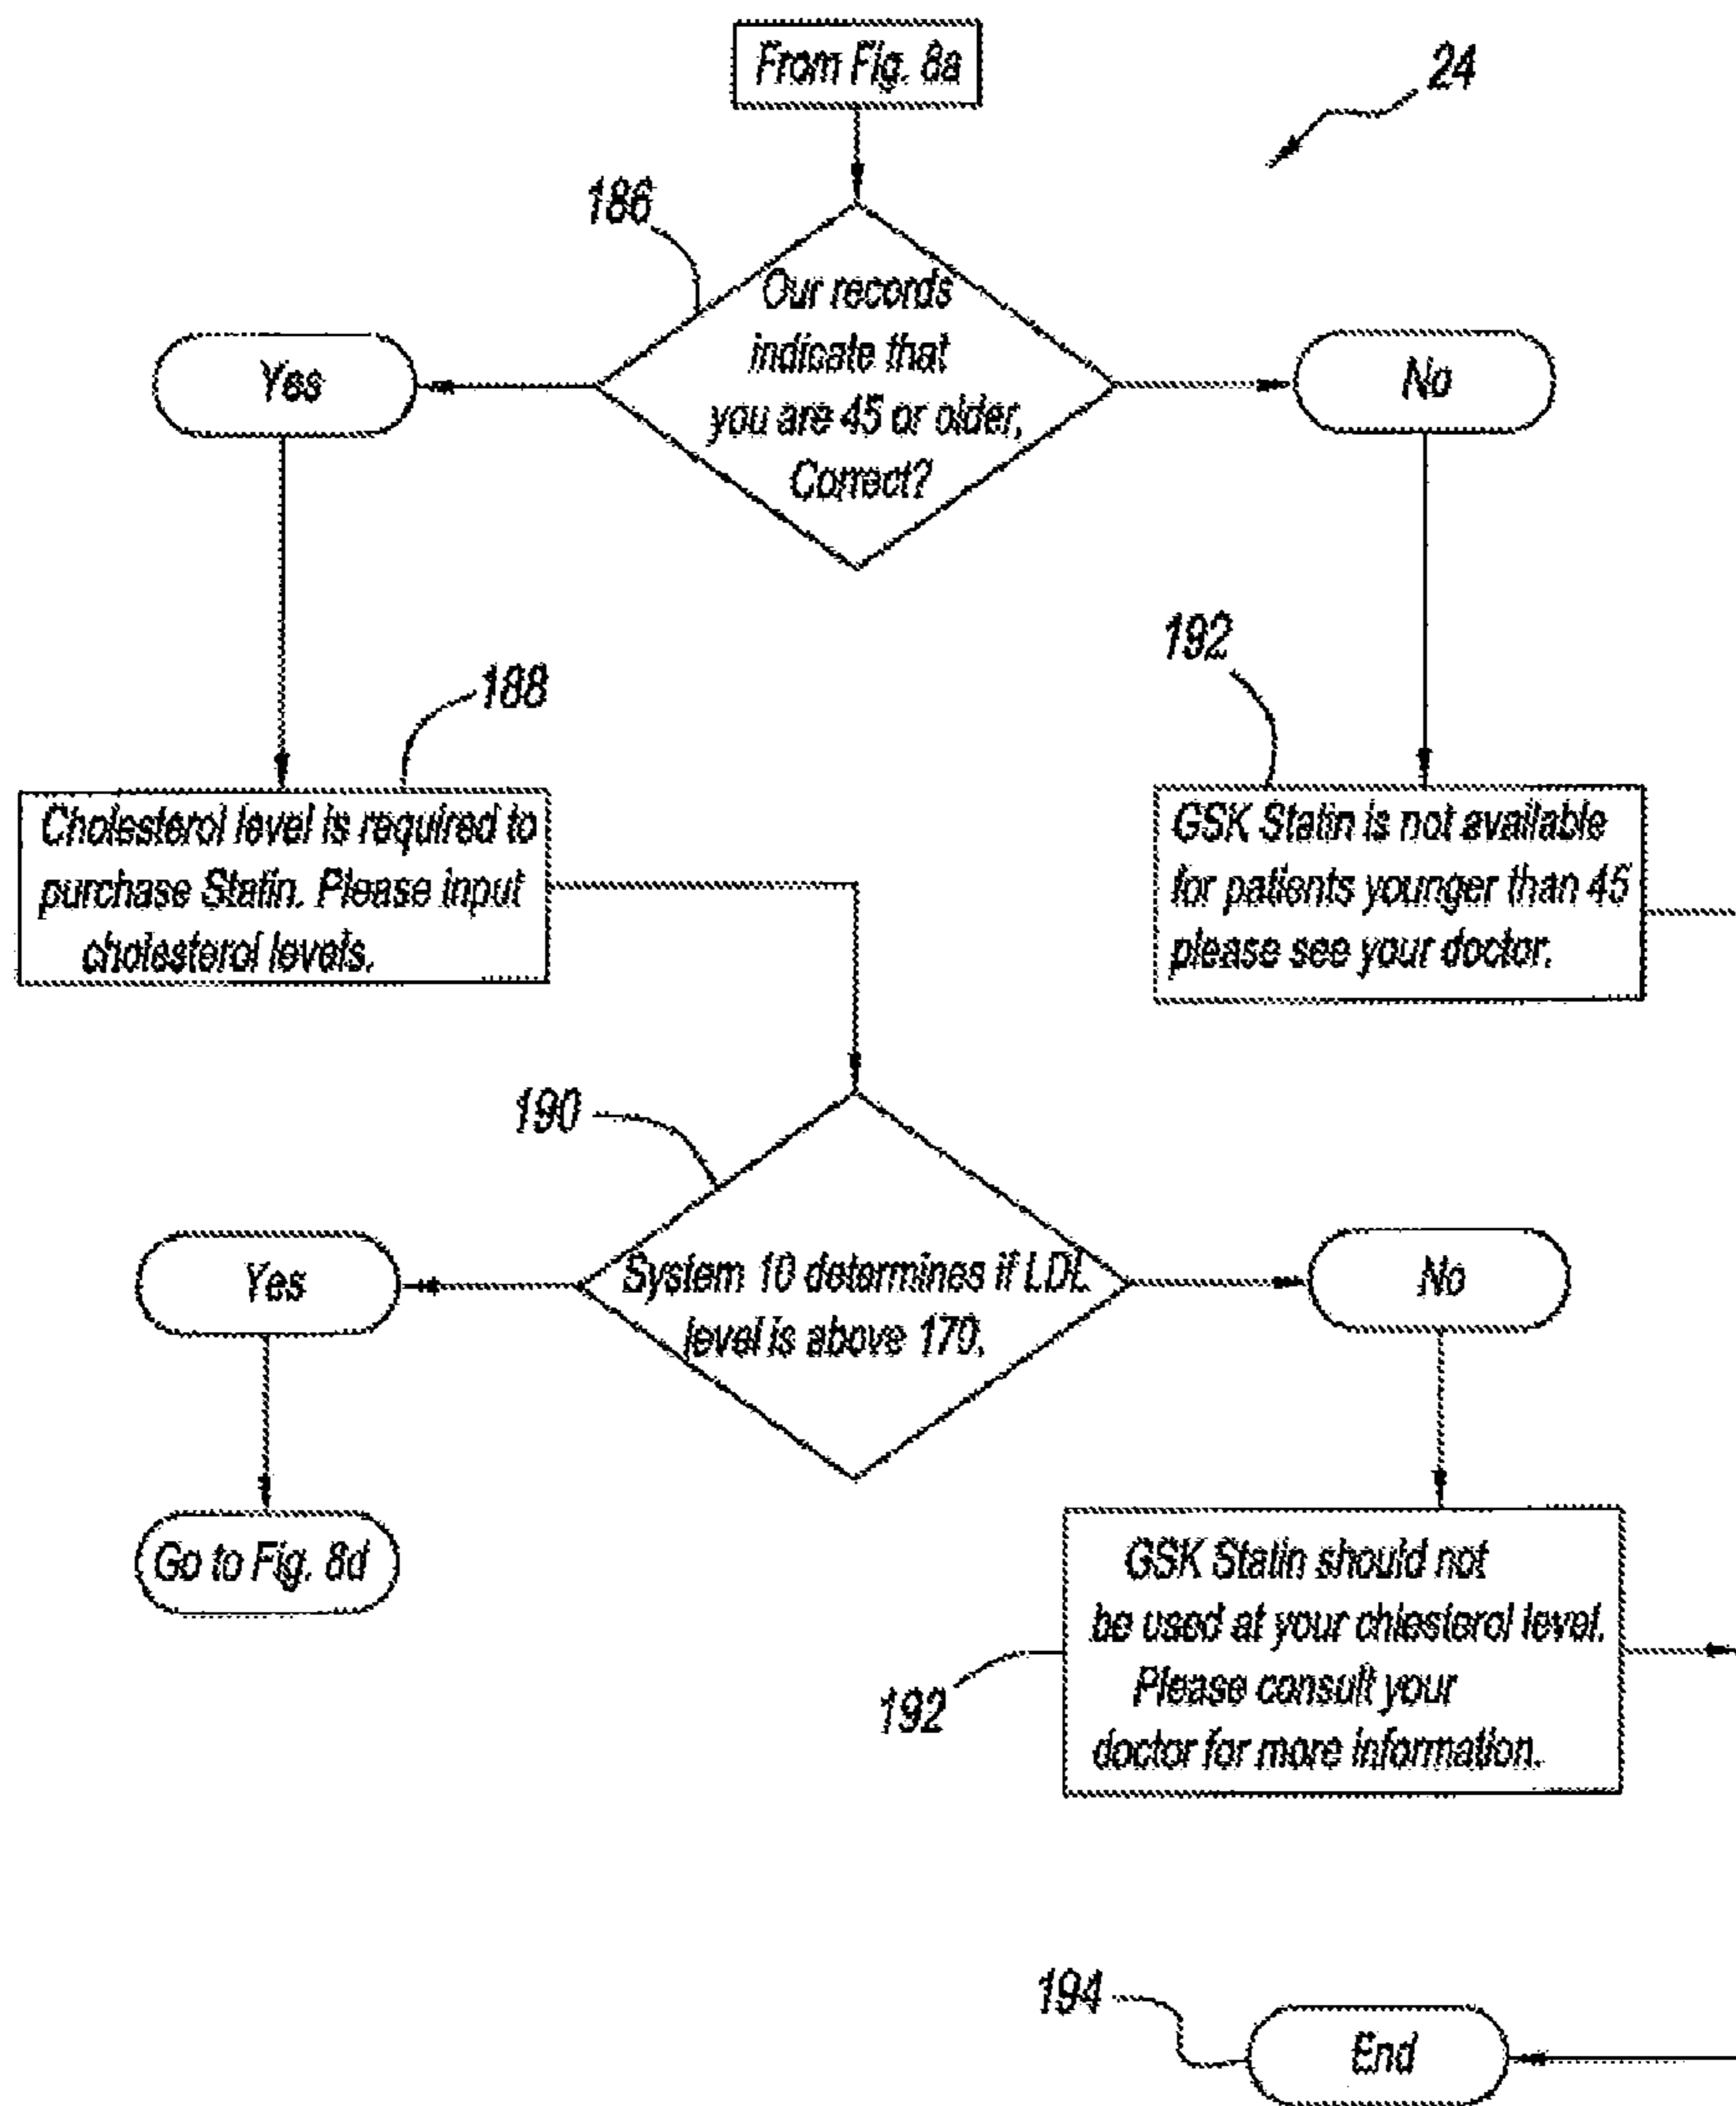 From Fig. 8a
24
186
Our records
indicate that
you are 45 or older,
Correct?
Yes
No
188
192
Cholesterol level is required to
purchase Statin. Please input
cholesterol levels.
GSK Statin is not available
for patients younger than 45
please see your doctor.
190
System 10 determines if LDL
level is above 170.
Yes
No
Go to Fig. 8d
GSK Statin should not
be used at your chlesterol level.
Please consult your
doctor for more information.
192
194
End